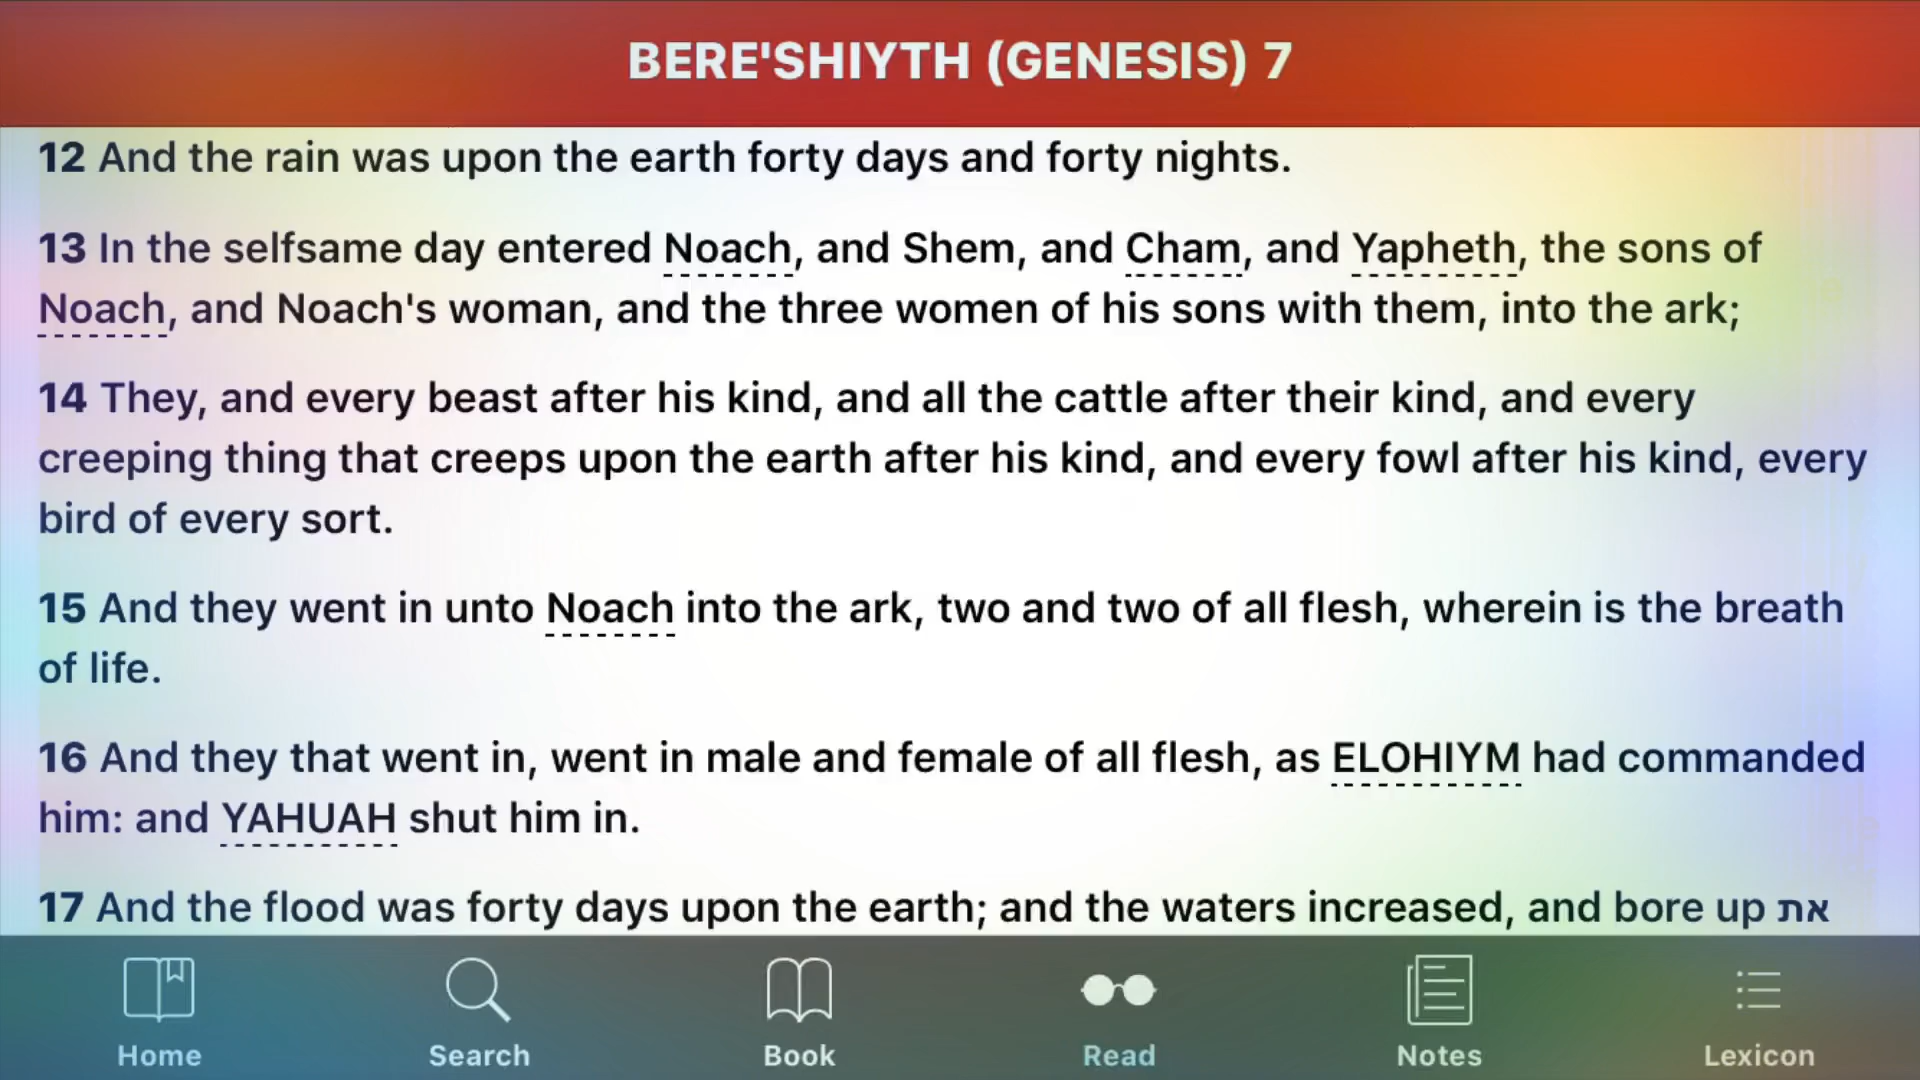 BERE'SHIYTH (GENESIS) 7
12 And the rain was upon the earth forty days and forty nights.
13 In the selfsame day entered Noach, and Shem, and Cham, and Yapheth, the sons of
Noach, and Noach's woman, and the three women of his sons with them, into the ark;
14 They, and every beast after his kind, and all the cattle after their kind, and every
creeping thing that creeps upon the earth after his kind, and every fowl after his kind, every
bird of every sort.
15 And they went in unto Noach into the ark, two and two of all flesh, wherein is the breath
of life.
16 And they that went in, went in male and female of all flesh, as ELOHIYM had commanded
him: and YAHUAH shut him in.
17 And the flood was forty days upon the earth; and the waters increased, and bore up את
Home Search Book Read Notes Lexicon